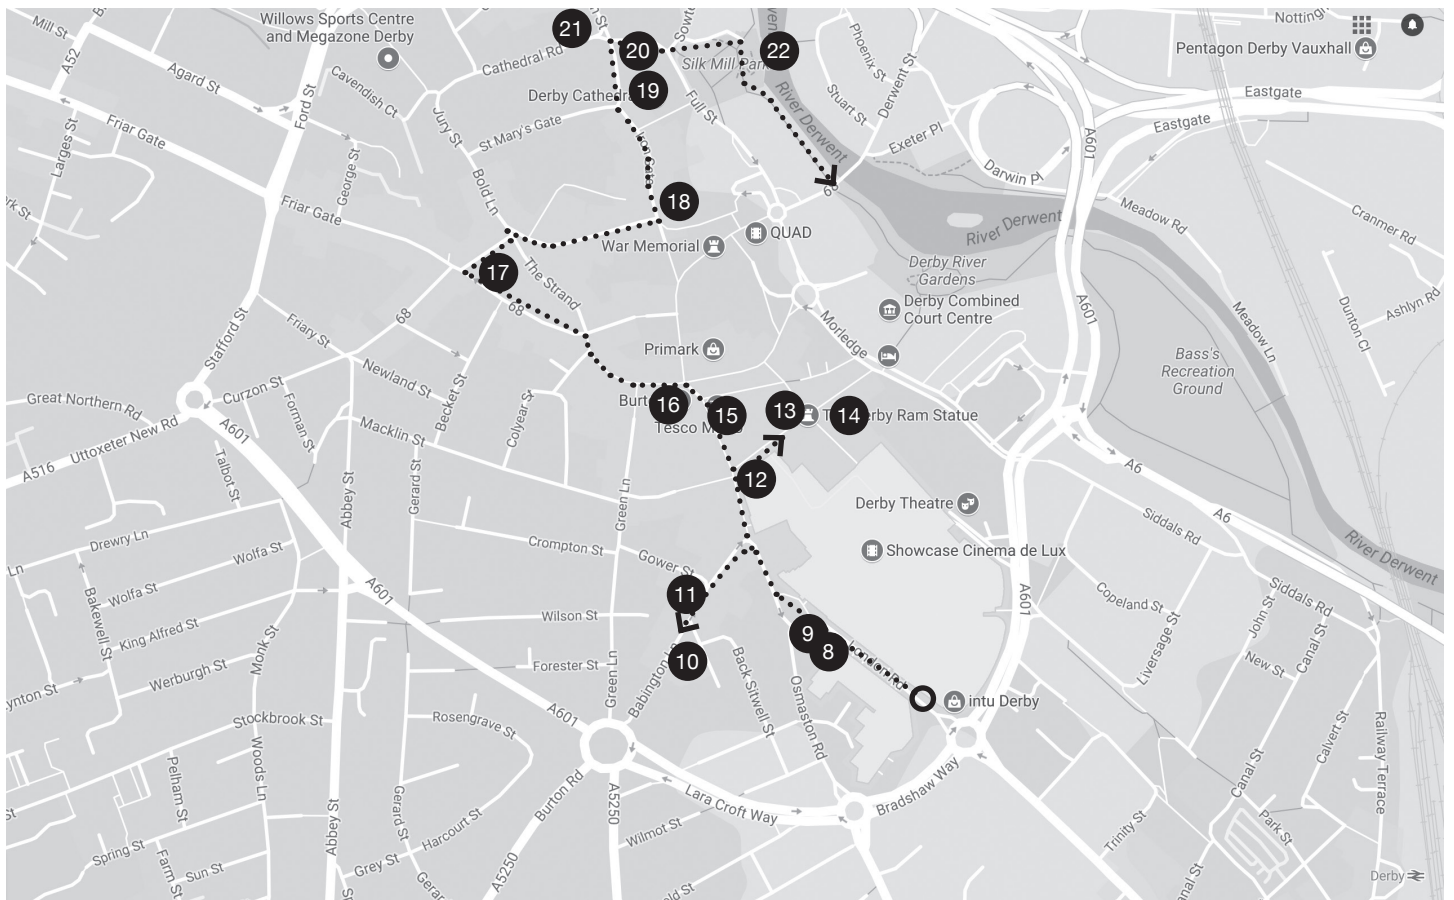 Willows Sports Centre
and Megazone Derby
Mill St
A52
Agard St
Ford St
Cavendish Ct
Cathedral Rd
21
20
22
19
Silk Mill Park
Derby Cathedral
Full St
Phoenix St
Stuart St
Derwent St
River Derwent
Exeter Pl
Darwin Pl
Nottingh
Pentagon Derby Vauxhall
Eastgate
Eastgate
A601
Larges St
Friar Gate
George St
Jury St
St Mary's Gate
Bold Ln
Friar Gate
18
68
War Memorial
QUAD
River Derwent
Meadow Rd
Cranmer Rd
Derby River
Gardens
17
The Strand
68
68
Derby Combined
Court Centre
Morledge
A601
Meadow Ln
Dunton Cl
Ashlyn Rd
Stafford St
Friary St
Newland St
Becket St
Primark
Bass's
Recreation
Ground
Great Northern Rd
Curzon St
Forman St
Macklin St
Colyear St
16
15
13
14
Derby Ram Statue
A516
Uttoxeter New Rd
A601
Talbot St
Abbey St
Gerard St
Green Ln
12
A6
A6
Derby Theatre
Siddals Rd
River Derwent
Drewry Ln
Wolfa St
Crompton St
Gower St
Showcase Cinema de Lux
Bakewell St
Wolfa St
A601
11
A601
Copeland St
John St
Siddals Rd
King Alfred St
Wilson St
9
8
Liversage St
Canal St
Werburgh St
Monk St
Forester St
Green Ln
10
Babington Ln
Back Sitwell St
London Rd
New St
Stockbrook St
Rosengrave St
A601
Osmaston Rd
intu Derby
Calvert St
Railway Terrace
Pelham St
Woods Ln
Canal St
Bradshaw Way
Lara Croft Way
Burton Rd
A5250
Gerard St
Harcourt St
Abbey St
Wilmot St
Trinity St
Park St
Spring St
Farm St
Sun St
Grey St
A5250
Derby